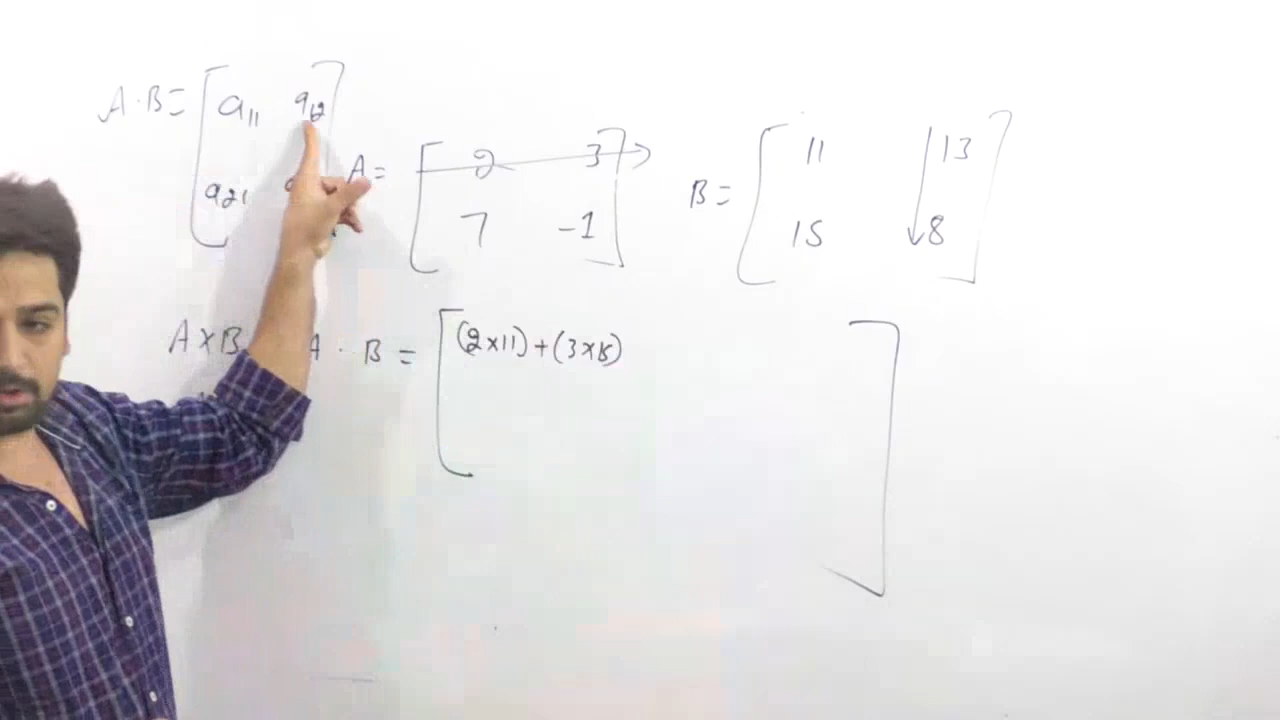 A·B= a11 a12
a21
A= 2 3
7 -1
B= 11 13
15 8
A×B A · B = (2×11)+(3×15)